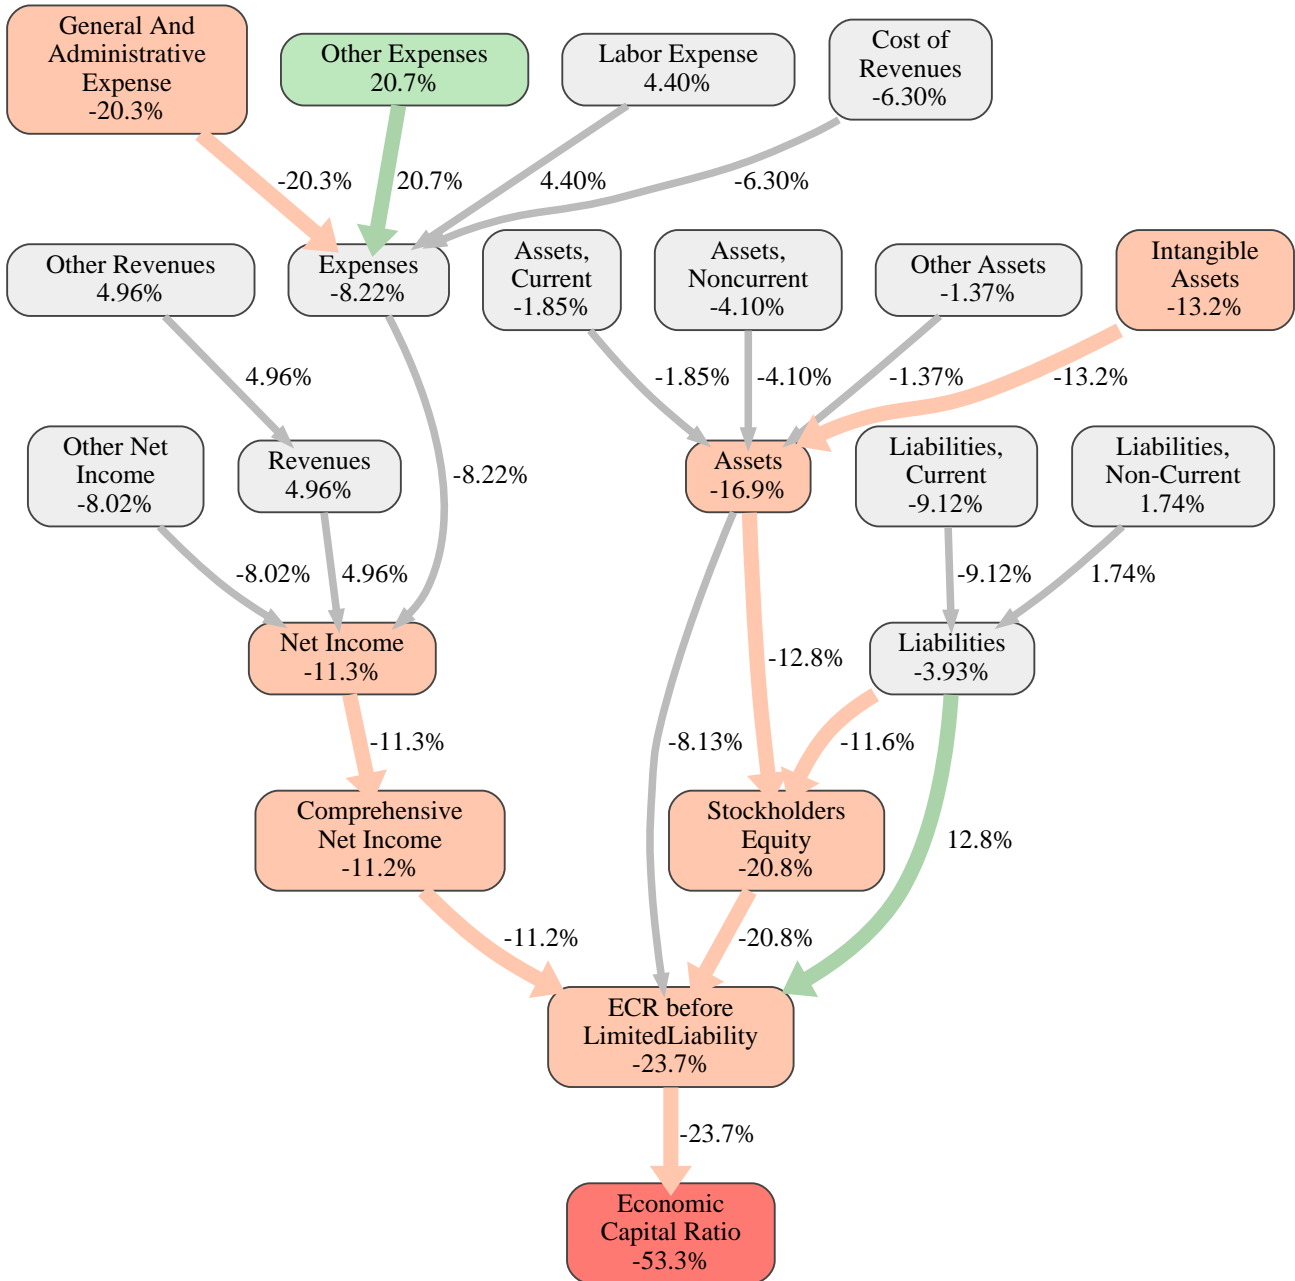 General And
Administrative
Expense
-20.3%
Other Expenses
20.7%
Labor Expense
4.40%
Cost of
Revenues
-6.30%
-20.3%
20.7%
4.40%
-6.30%
Other Revenues
4.96%
Expenses
-8.22%
Assets,
Current
-1.85%
Assets,
Noncurrent
-4.10%
Other Assets
-1.37%
Intangible
Assets
-13.2%
4.96%
-1.85%
-4.10%
-1.37%
-13.2%
Other Net
Income
-8.02%
Revenues
4.96%
-8.22%
Assets
-16.9%
Liabilities,
Current
-9.12%
Liabilities,
Non-Current
1.74%
-8.02%
4.96%
-9.12%
1.74%
Net Income
-11.3%
-12.8%
Liabilities
-3.93%
-11.3%
-8.13%
-11.6%
Comprehensive
Net Income
-11.2%
Stockholders
Equity
-20.8%
12.8%
-11.2%
-20.8%
ECR before
LimitedLiability
-23.7%
-23.7%
Economic
Capital Ratio
-53.3%